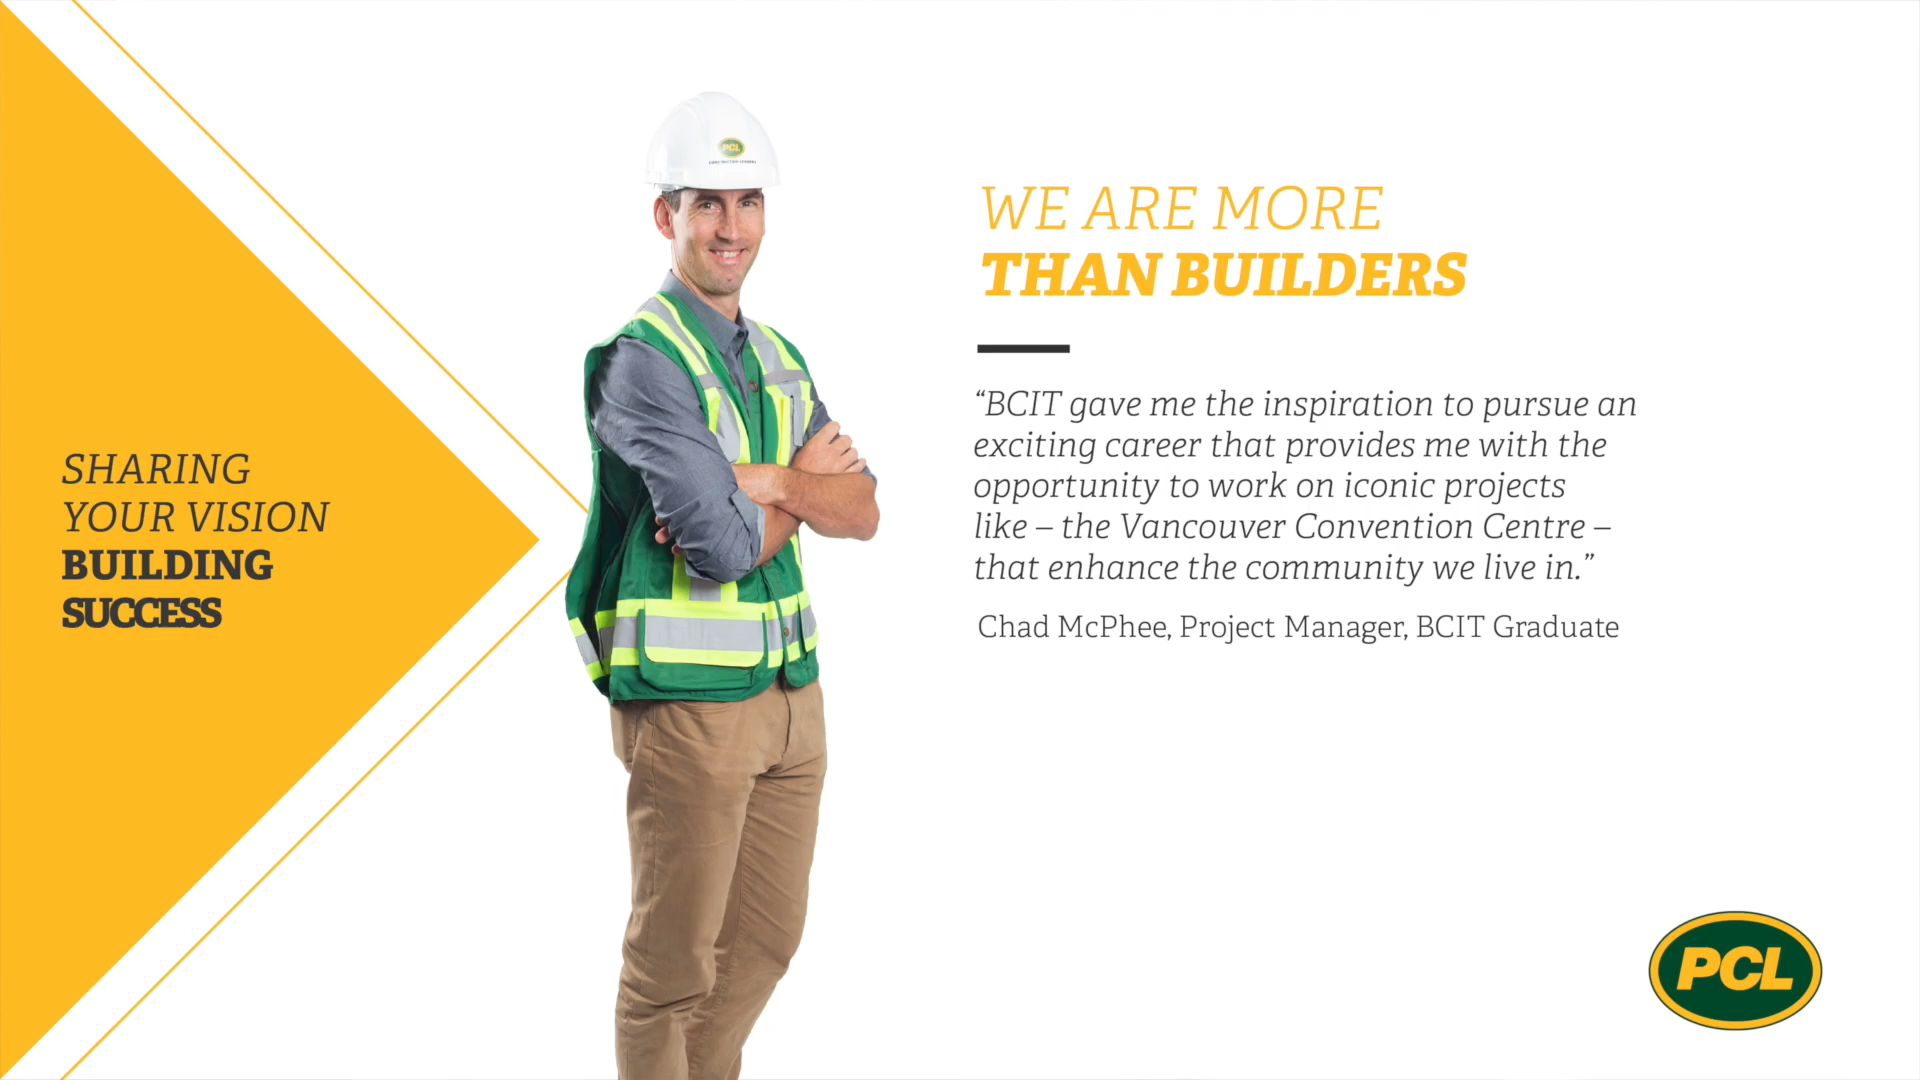 SHARING
YOUR VISION
BUILDING
SUCCESS
PCL
CONSTRUCTION LEADERS
WE ARE MORE
THAN BUILDERS
“BCIT gave me the inspiration to pursue an
exciting career that provides me with the
opportunity to work on iconic projects
like – the Vancouver Convention Centre –
that enhance the community we live in.”
Chad McPhee, Project Manager, BCIT Graduate
PCL